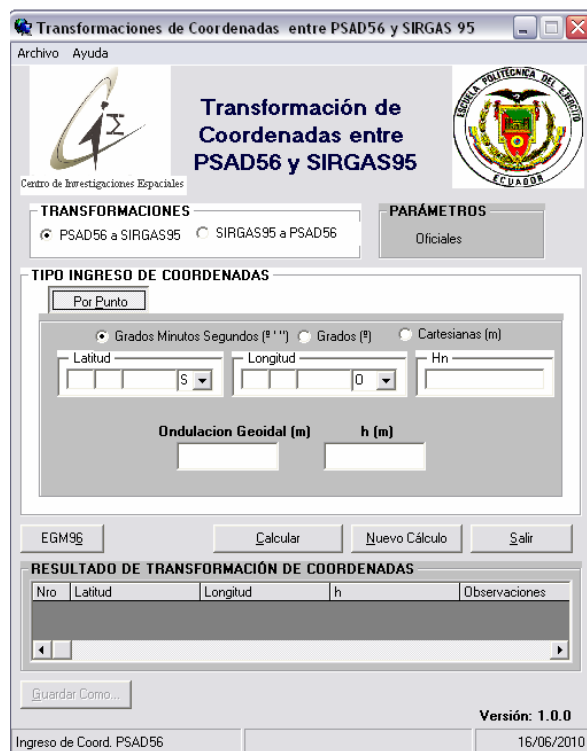 Transformaciones de Coordenadas entre PSAD56 y SIRGAS 95
Archivo Ayuda
Centro de Investigaciones Espaciales
Transformación de
Coordenadas entre
PSAD56 y SIRGAS95
ESCUELA POLITÉCNICA DEL EJÉRCITO
ECUADOR
TRANSFORMACIONES
PSAD56 a SIRGAS95 SIRGAS95 a PSAD56
PARÁMETROS
Oficiales
TIPO INGRESO DE COORDENADAS
Por Punto
Grados Minutos Segundos (º ' '') Grados (º) Cartesianas (m)
Latitud Longitud Hn
S O
Ondulacion Geoidal (m) h (m)
EGM96 Calcular Nuevo Cálculo Salir
RESULTADO DE TRANSFORMACIÓN DE COORDENADAS
Nro Latitud Longitud h Observaciones
Guardar Como...
Versión: 1.0.0
Ingreso de Coord. PSAD56 16/06/2010